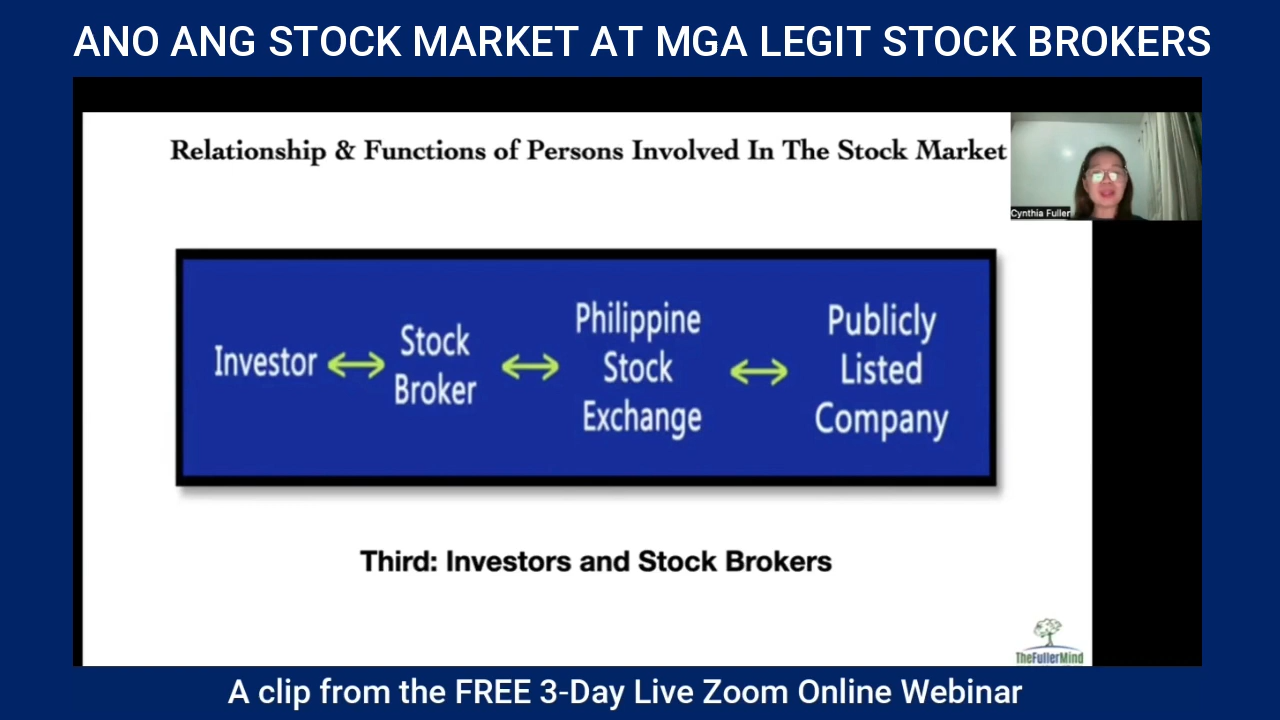 ANO ANG STOCK MARKET AT MGA LEGIT STOCK BROKERS
Relationship & Functions of Persons Involved In The Stock Market
Cynthia Fuller
Investor
Stock
Broker
Philippine
Stock
Exchange
Publicly
Listed
Company
Third: Investors and Stock Brokers
TheFullerMind
A clip from the FREE 3-Day Live Zoom Online Webinar